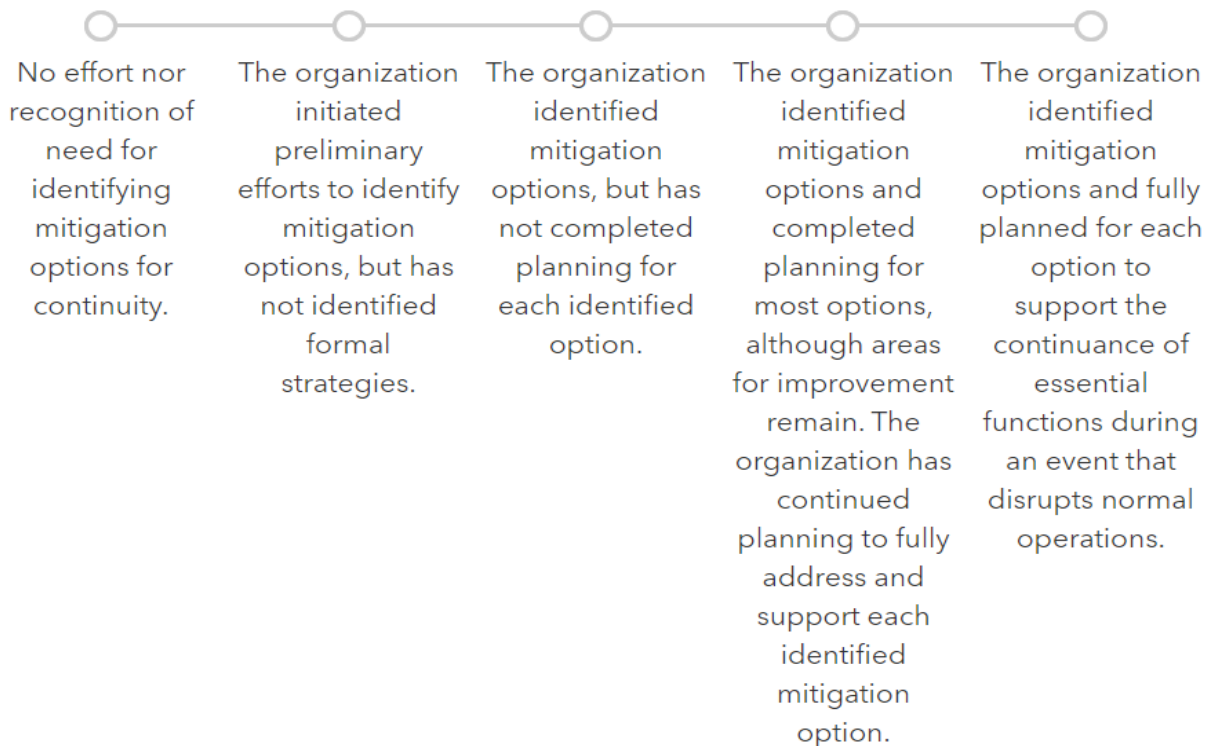 No effort nor
recognition of
need for
identifying
mitigation
options for
continuity.
The organization
initiated
preliminary
efforts to identify
mitigation
options, but has
not identified
formal
strategies.
The organization
identified
mitigation
options, but has
not completed
planning for
each identified
option.
The organization
identified
mitigation
options and
completed
planning for
most options,
although areas
for improvement
remain. The
organization has
continued
planning to fully
address and
support each
identified
mitigation
option.
The organization
identified
mitigation
options and fully
planned for each
option to
support the
continuance of
essential
functions during
an event that
disrupts normal
operations.